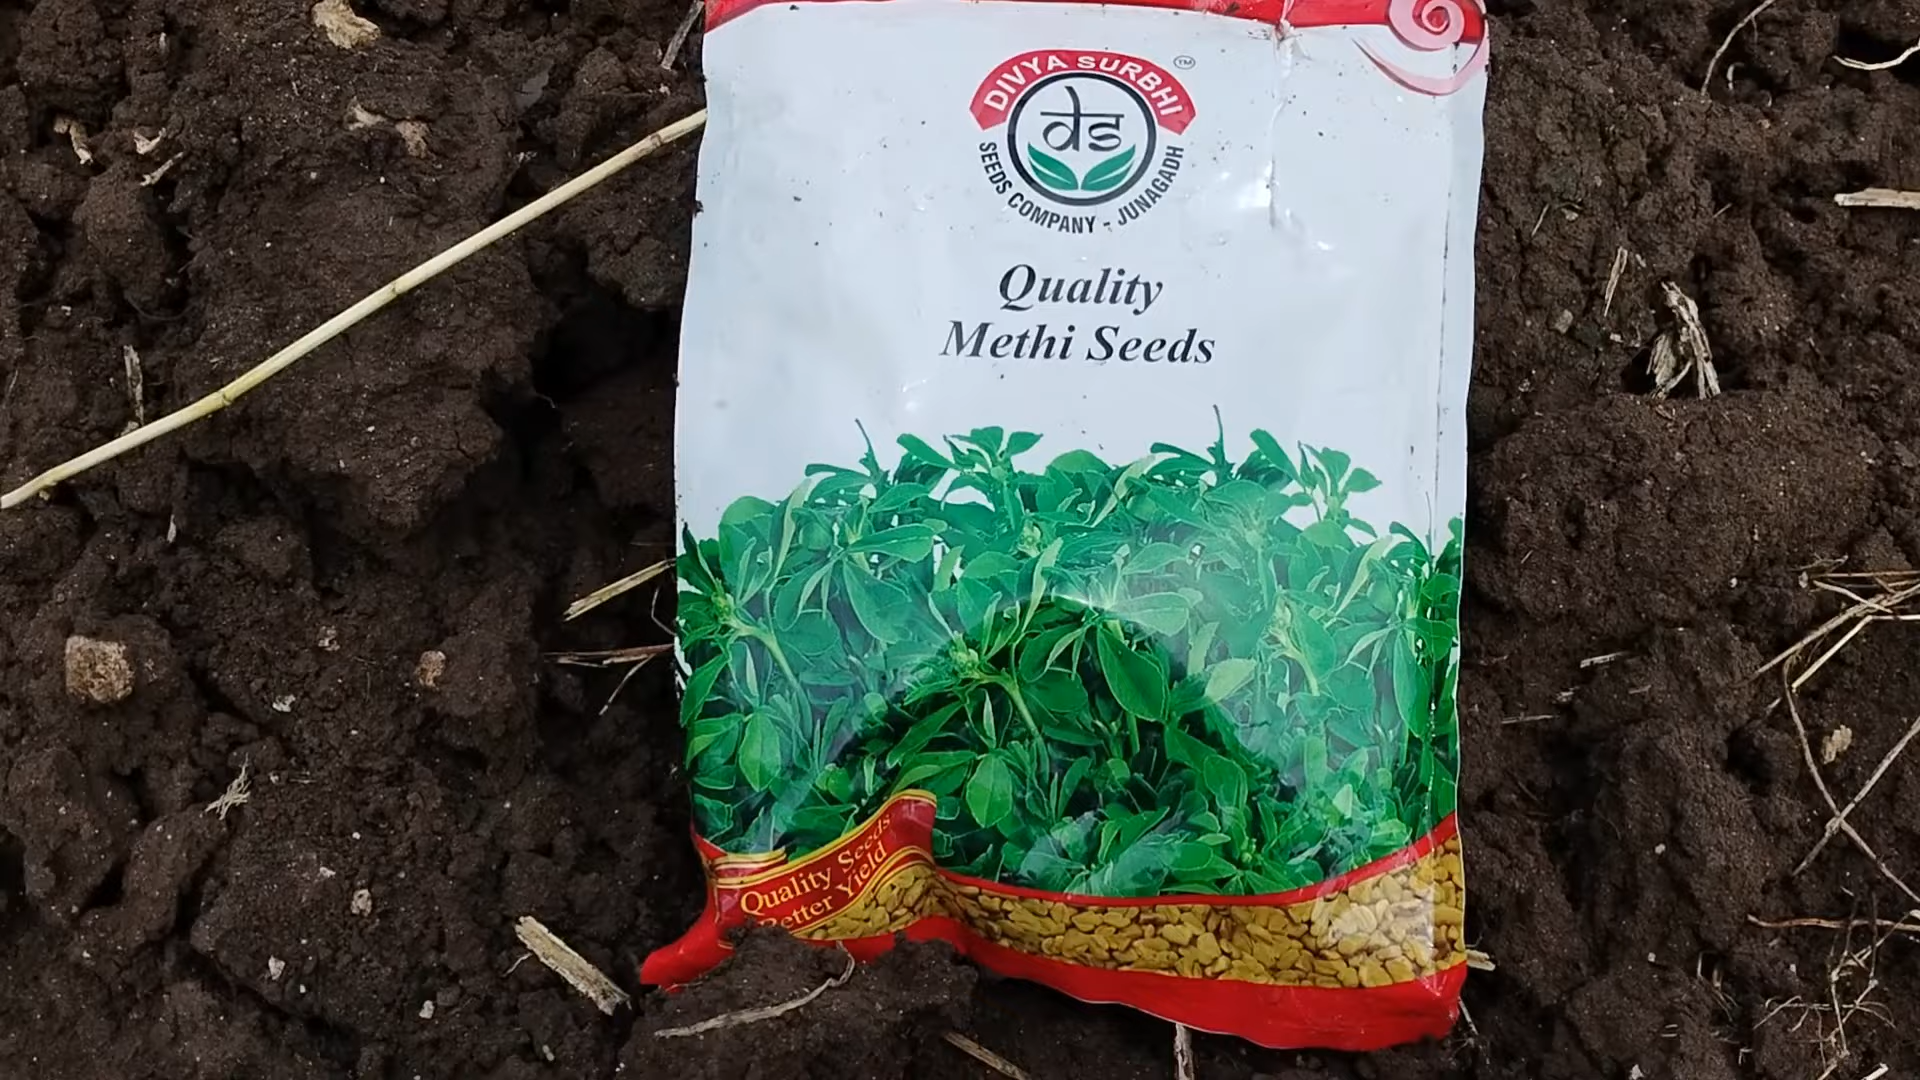 DIVYA SURBHI
TM
ds
SEEDS COMPANY - JUNAGADH
Quality
Methi Seeds
Quality Seeds
Better Yield